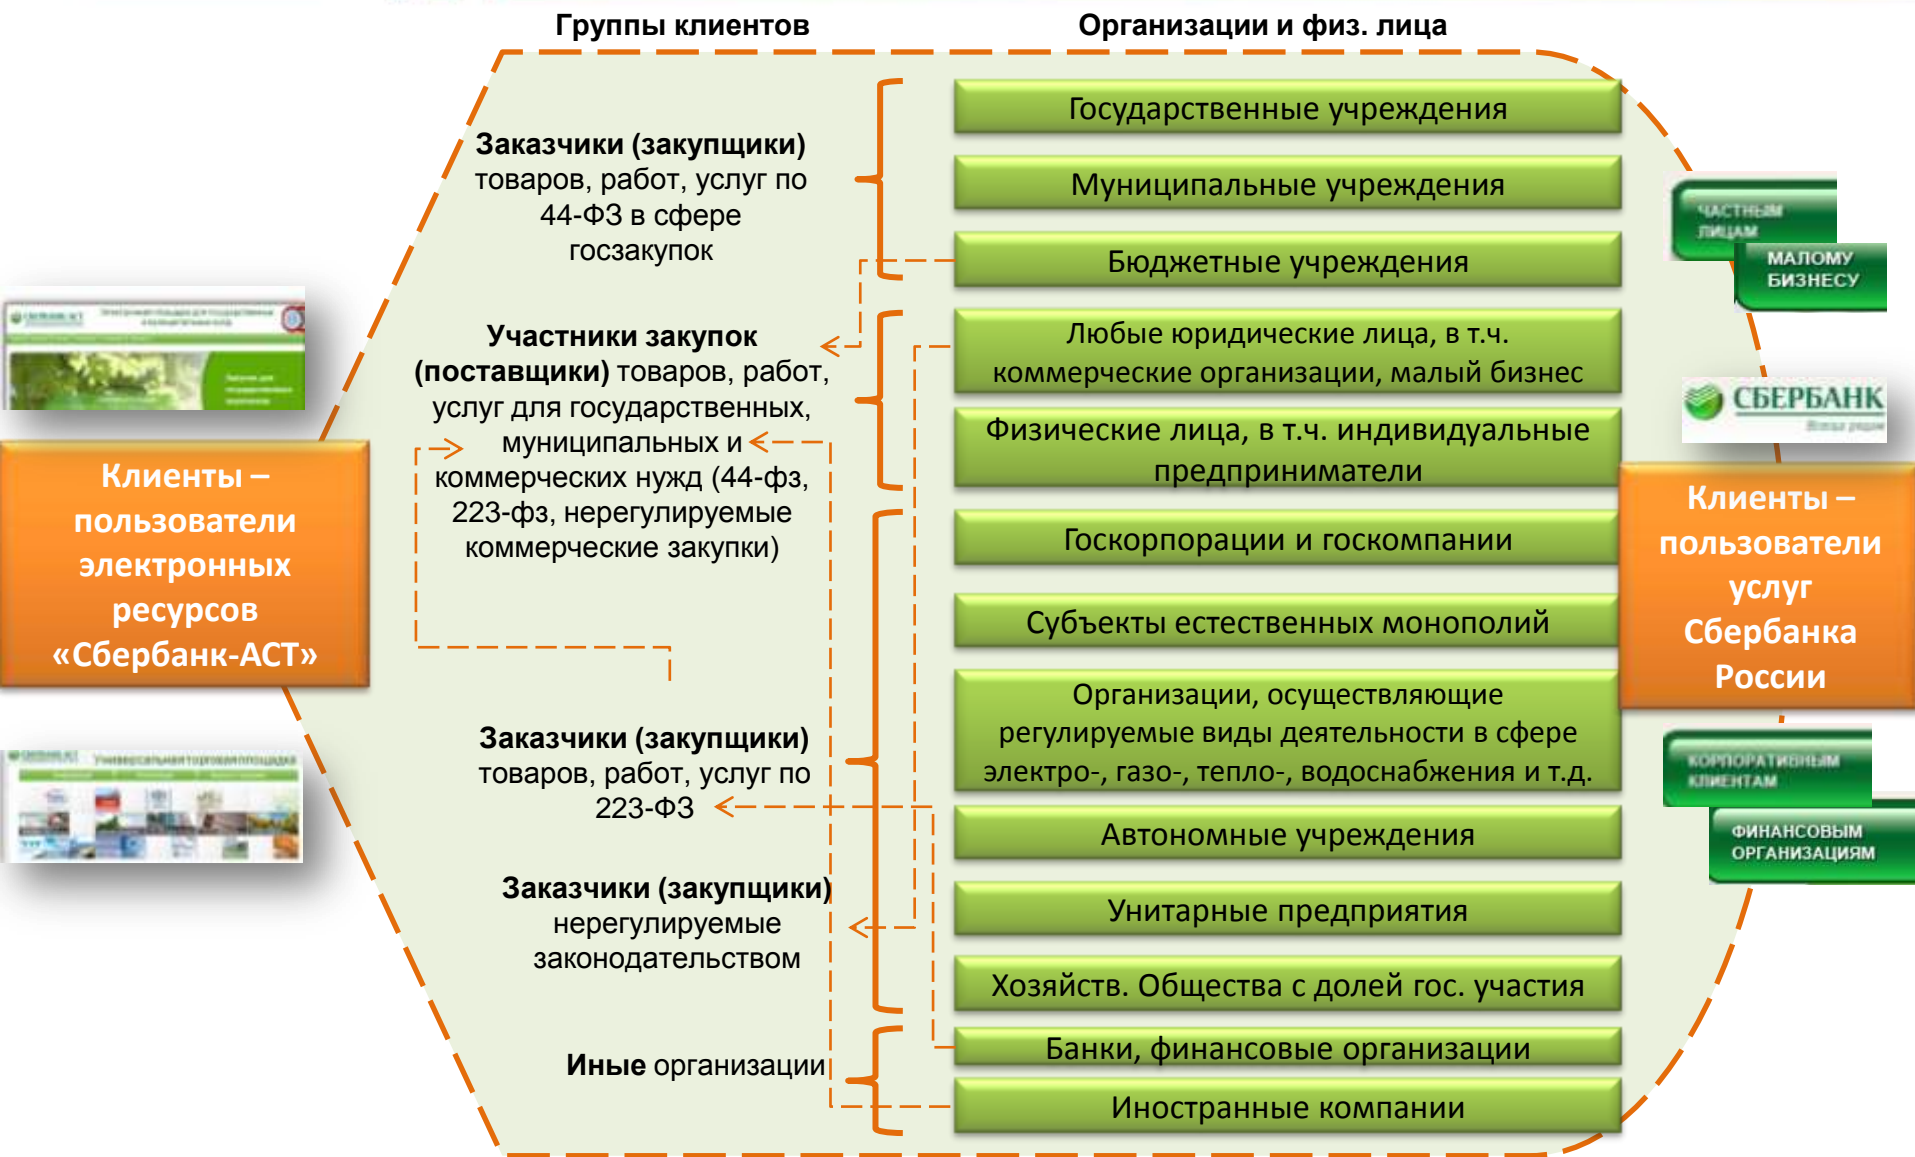 Группы клиентов
Организации и физ. лица
Заказчики (закупщики)
товаров, работ, услуг по
44-ФЗ в сфере
госзакупок
Участники закупок
(поставщики) товаров, работ,
услуг для государственных,
муниципальных и
коммерческих нужд (44-фз,
223-фз, нерегулируемые
коммерческие закупки)
Заказчики (закупщики)
товаров, работ, услуг по
223-ФЗ
Заказчики (закупщики)
нерегулируемые
законодательством
Иные организации
Государственные учреждения
Муниципальные учреждения
Бюджетные учреждения
Любые юридические лица, в т.ч.
коммерческие организации, малый бизнес
Физические лица, в т.ч. индивидуальные
предприниматели
Госкорпорации и госкомпании
Субъекты естественных монополий
Организации, осуществляющие
регулируемые виды деятельности в сфере
электро-, газо-, тепло-, водоснабжения и т.д.
Автономные учреждения
Унитарные предприятия
Хозяйств. Общества с долей гос. участия
Банки, финансовые организации
Иностранные компании
Клиенты –
пользователи
электронных
ресурсов
«Сбербанк-АСТ»
Универсальная торговая площадка
ЧАСТНЫМ
ЛИЦАМ
МАЛОМУ
БИЗНЕСУ
СБЕРБАНК
Всегда рядом
Клиенты –
пользователи
услуг
Сбербанка
России
КОРПОРАТИВНЫМ
КЛИЕНТАМ
ФИНАНСОВЫМ
ОРГАНИЗАЦИЯМ